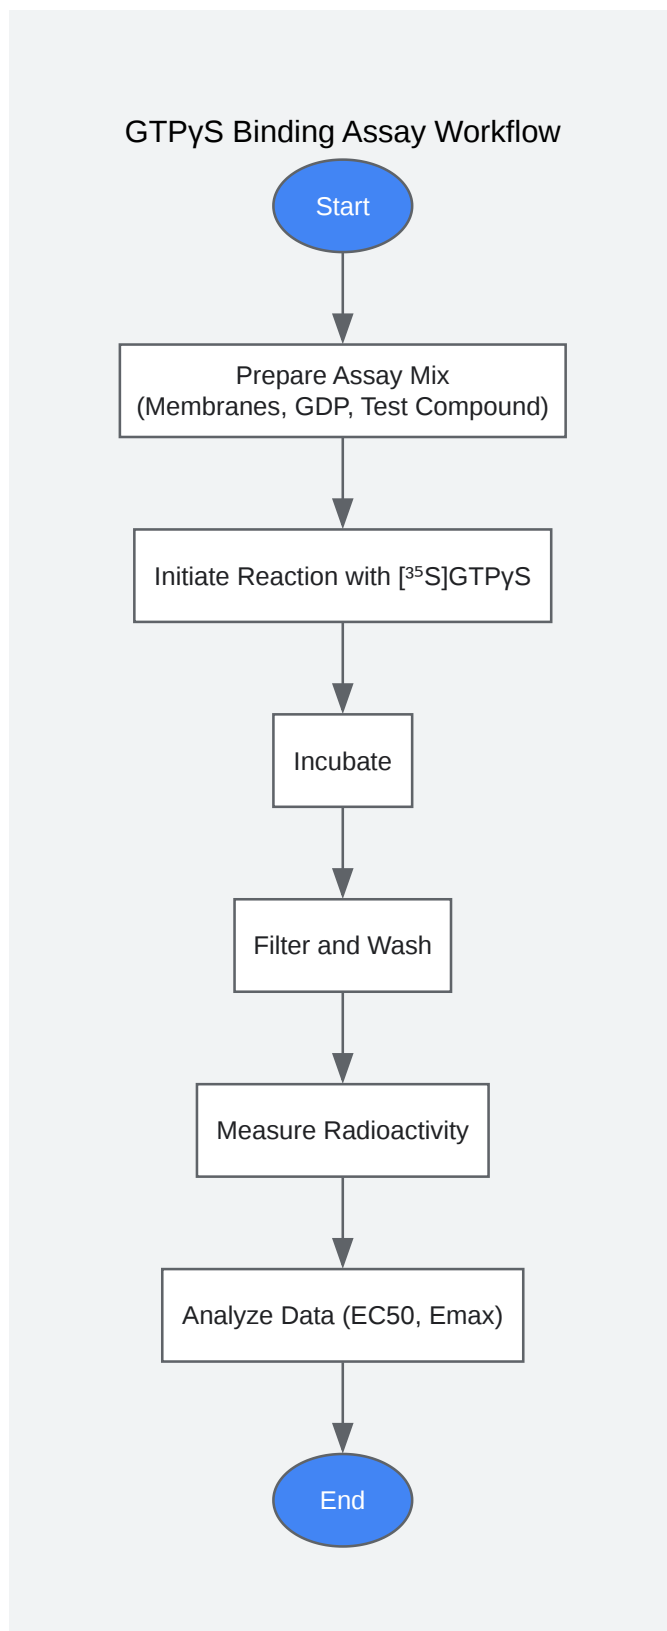 GTPγS Binding Assay Workflow
Start
Prepare Assay Mix
(Membranes, GDP, Test Compound)
Initiate Reaction with [³⁵S]GTPγS
Incubate
Filter and Wash
Measure Radioactivity
Analyze Data (EC50, Emax)
End